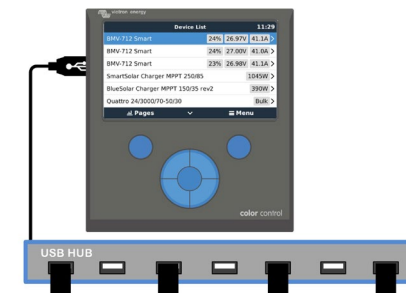 victron energy
Device List 11:29
BMV-712 Smart 24% 26.97V 41.1A >
BMV-712 Smart 24% 27.00V 41.0A >
BMV-712 Smart 23% 26.98V 41.1A >
SmartSolar Charger MPPT 250/85 1045W >
BlueSolar Charger MPPT 150/35 rev2 390W >
Quattro 24/3000/70-50/30 Bulk >
Pages Menu
color control
USB HUB